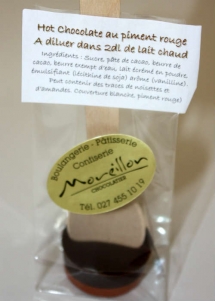 Hot Chocolate au piment rouge
A diluer dans 2dl de lait chaud
Ingrédients : Sucre, pâte de cacao, beurre de
cacao, beurre exempt d'eau, lait écrémé en poudre,
émulsifiant (lécithine de soja) arôme (vanilline).
Peut contenir des traces de noisettes et
d'amandes. Couverture blanche, piment rouge)
Boulangerie - Pâtisserie
Confiserie
Moreillon
CHOCOLATIER
Tél. 027 455 10 19